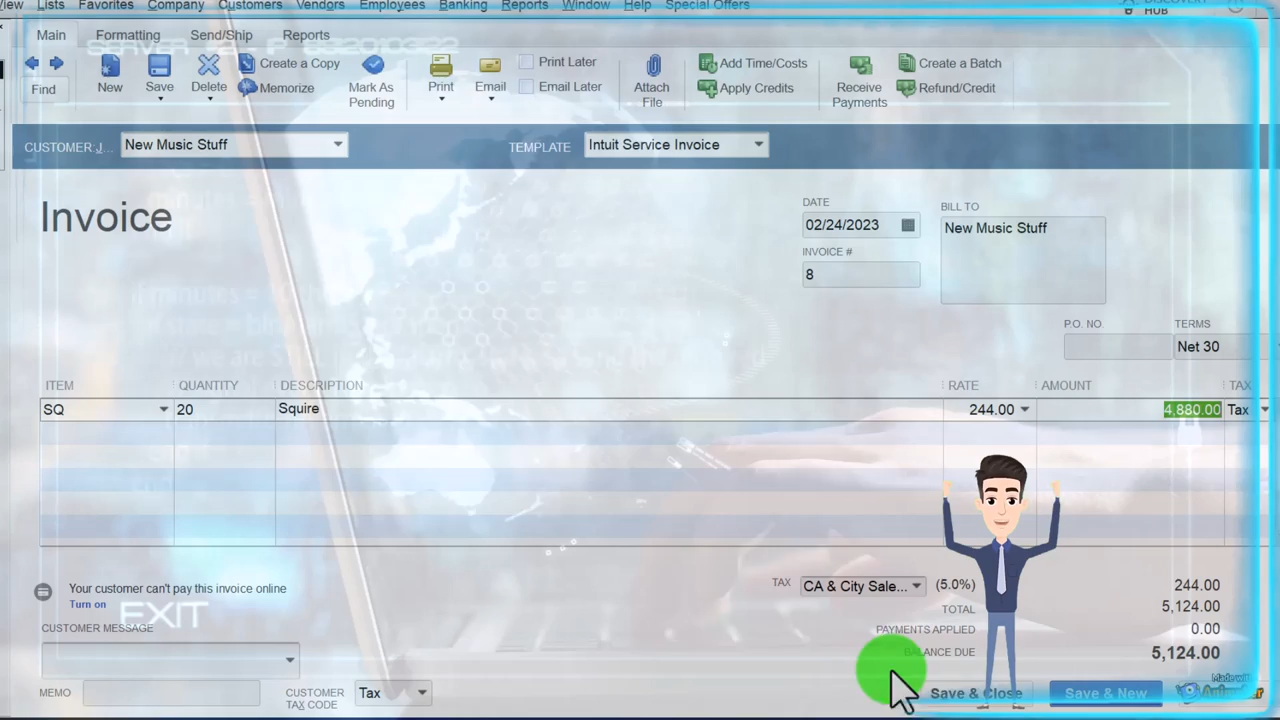 View Lists Favorites Company Customers Vendors Employees Banking Reports Window Help Special Offers
HUB
Main Formatting Send/Ship Reports
Find
New
Save
Delete
Create a Copy
Memorize
Mark As
Pending
Print
Email
Print Later
Email Later
Attach
File
Add Time/Costs
Apply Credits
Receive
Payments
Create a Batch
Refund/Credit
CUSTOMER:J... New Music Stuff TEMPLATE Intuit Service Invoice
Invoice
DATE
02/24/2023
INVOICE #
8
BILL TO
New Music Stuff
P.O. NO. TERMS
Net 30
ITEM QUANTITY DESCRIPTION RATE AMOUNT TAX
SQ 20 Squire 244.00 4,880.00 Tax
Your customer can't pay this invoice online
Turn on
EXIT
TAX CA & City Sale... (5.0%) 244.00
TOTAL 5,124.00
PAYMENTS APPLIED 0.00
BALANCE DUE 5,124.00
CUSTOMER MESSAGE
MEMO
CUSTOMER
TAX CODE
Tax
Save & Close Save & New
Made with